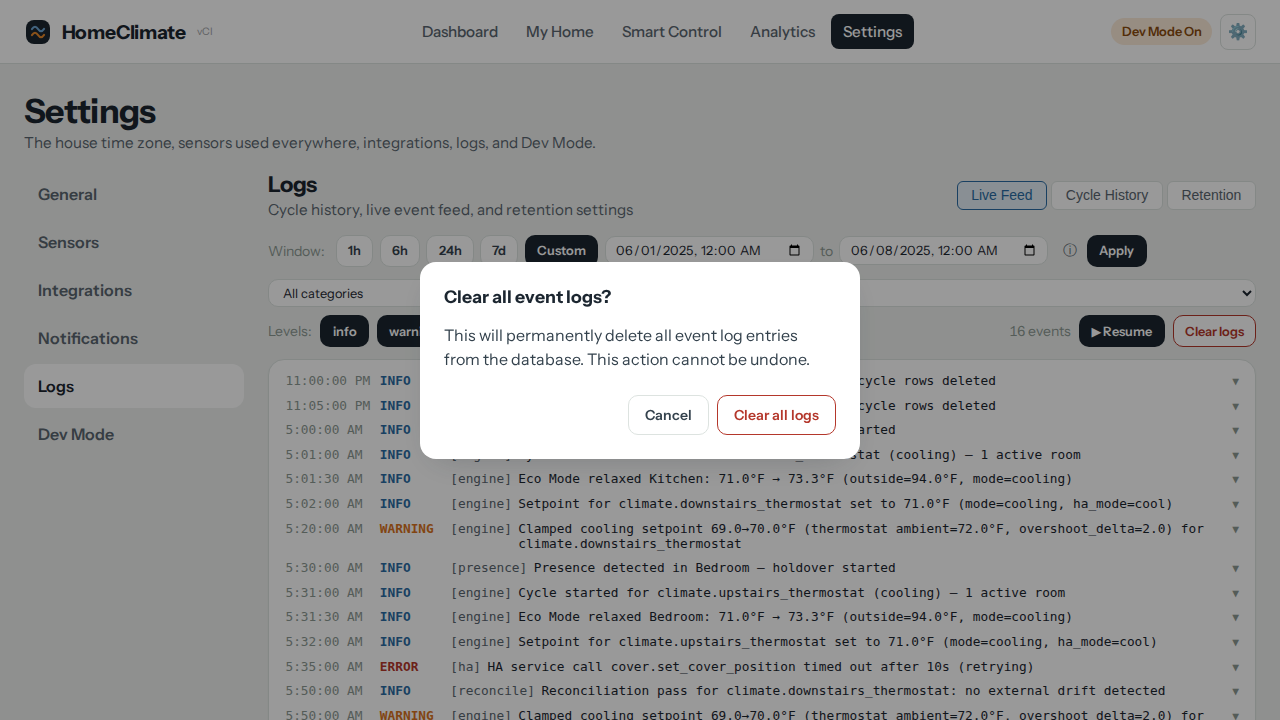 HomeClimate vCI
Dashboard My Home Smart Control Analytics Settings
Dev Mode On
Settings
The house time zone, sensors used everywhere, integrations, logs, and Dev Mode.
General
Sensors
Integrations
Notifications
Logs
Dev Mode
Logs
Cycle history, live event feed, and retention settings
Live Feed Cycle History Retention
Window: 1h 6h 24h 7d Custom 06/01/2025, 12:00 AM to 06/08/2025, 12:00 AM ⓘ Apply
All categories
Levels: info warn 16 events ▶ Resume Clear logs
Clear all event logs?
This will permanently delete all event log entries
from the database. This action cannot be undone.
Cancel Clear all logs
11:00:00 PM INFO cycle rows deleted ▼
11:05:00 PM INFO cycle rows deleted ▼
5:00:00 AM INFO arted ▼
5:01:00 AM INFO stat (cooling) — 1 active room ▼
5:01:30 AM INFO [engine] Eco Mode relaxed Kitchen: 71.0°F → 73.3°F (outside=94.0°F, mode=cooling) ▼
5:02:00 AM INFO [engine] Setpoint for climate.downstairs_thermostat set to 71.0°F (mode=cooling, ha_mode=cool) ▼
5:20:00 AM WARNING [engine] Clamped cooling setpoint 69.0→70.0°F (thermostat ambient=72.0°F, overshoot_delta=2.0) for ▼
climate.downstairs_thermostat
5:30:00 AM INFO [presence] Presence detected in Bedroom — holdover started ▼
5:31:00 AM INFO [engine] Cycle started for climate.upstairs_thermostat (cooling) — 1 active room ▼
5:31:30 AM INFO [engine] Eco Mode relaxed Bedroom: 71.0°F → 73.3°F (outside=94.0°F, mode=cooling) ▼
5:32:00 AM INFO [engine] Setpoint for climate.upstairs_thermostat set to 71.0°F (mode=cooling, ha_mode=cool) ▼
5:35:00 AM ERROR [ha] HA service call cover.set_cover_position timed out after 10s (retrying) ▼
5:50:00 AM INFO [reconcile] Reconciliation pass for climate.downstairs_thermostat: no external drift detected ▼
5:50:00 AM WARNING [engine] Clamped cooling setpoint 69.0→70.0°F (thermostat ambient=72.0°F, overshoot_delta=2.0) for ▼